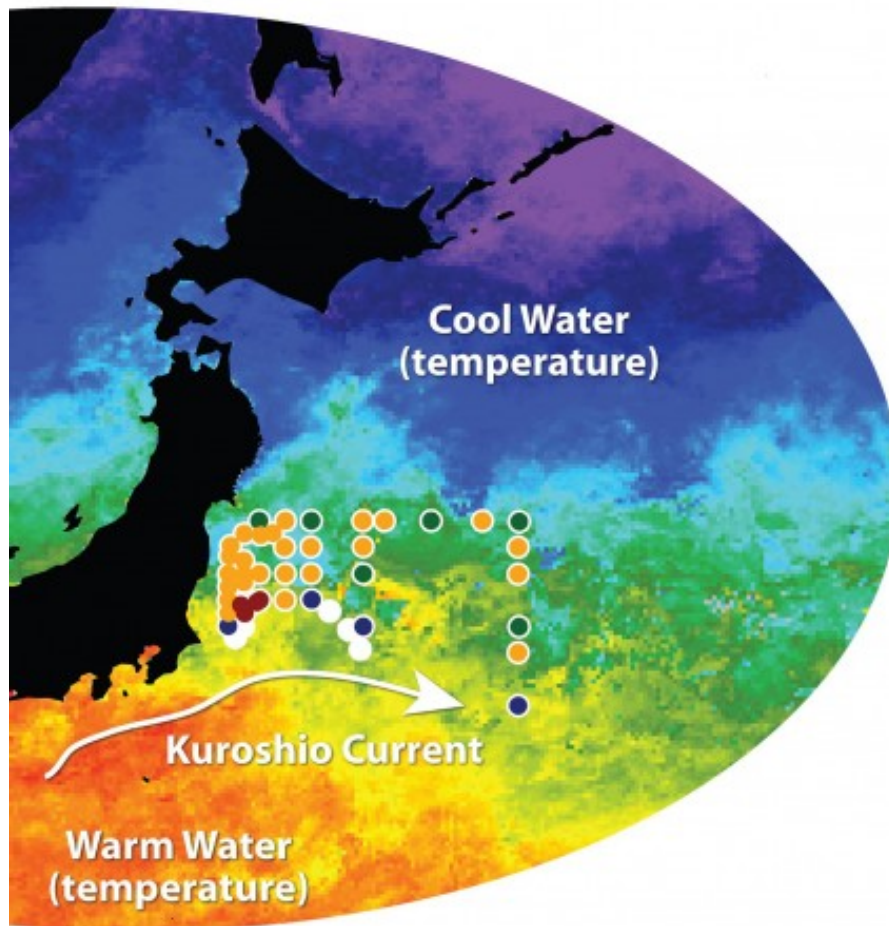 Cool Water
(temperature)
Kuroshio Current
Warm Water
(temperature)